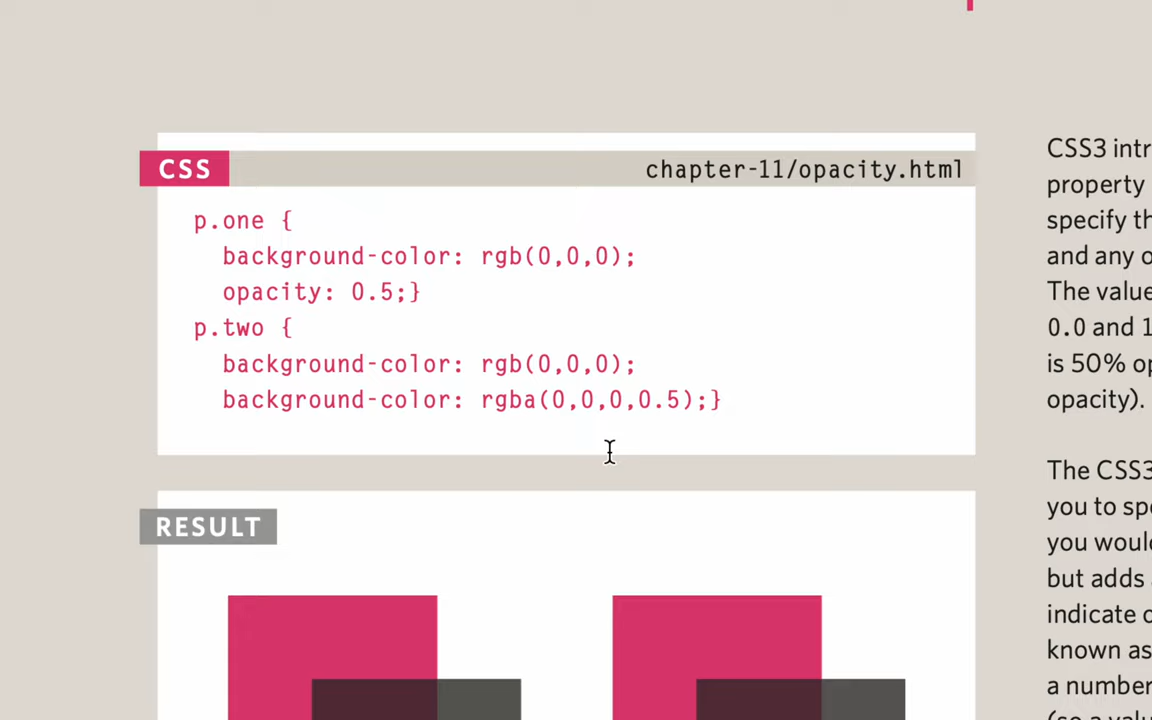 CSS
chapter-11/opacity.html
p.one {
background-color: rgb(0,0,0);
opacity: 0.5;}
p.two {
background-color: rgb(0,0,0);
background-color: rgba(0,0,0,0.5);}
RESULT
CSS3 intr
property
specify th
and any o
The value
0.0 and 1
is 50% op
opacity).
The CSS3
you to spe
you would
but adds
indicate o
known as
a number